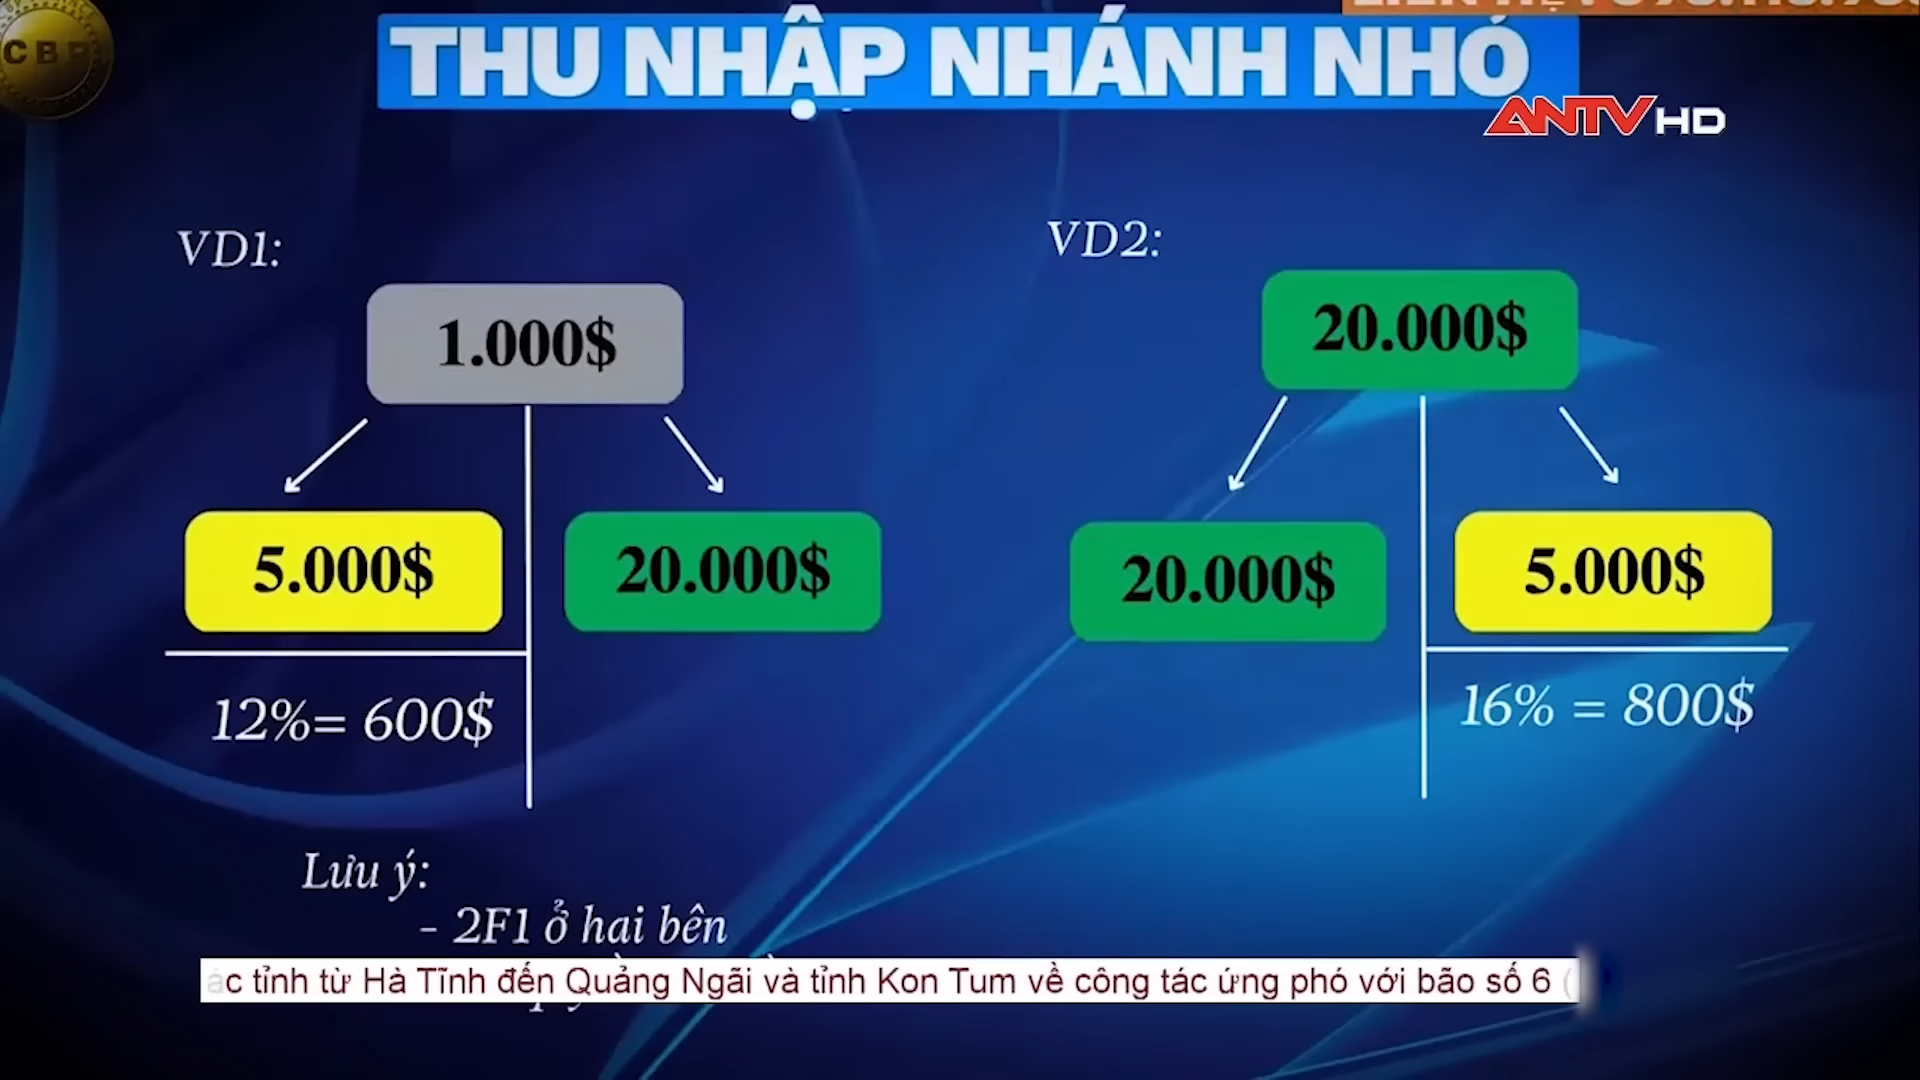 CBP
THU NHẬP NHÁNH NHỎ
ANTV HD
VD1:
1.000$
5.000$
20.000$
12%= 600$
VD2:
20.000$
20.000$
5.000$
16% = 800$
Lưu ý:
- 2F1 ở hai bên
ác tỉnh từ Hà Tĩnh đến Quảng Ngãi và tỉnh Kon Tum về công tác ứng phó với bão số 6 (